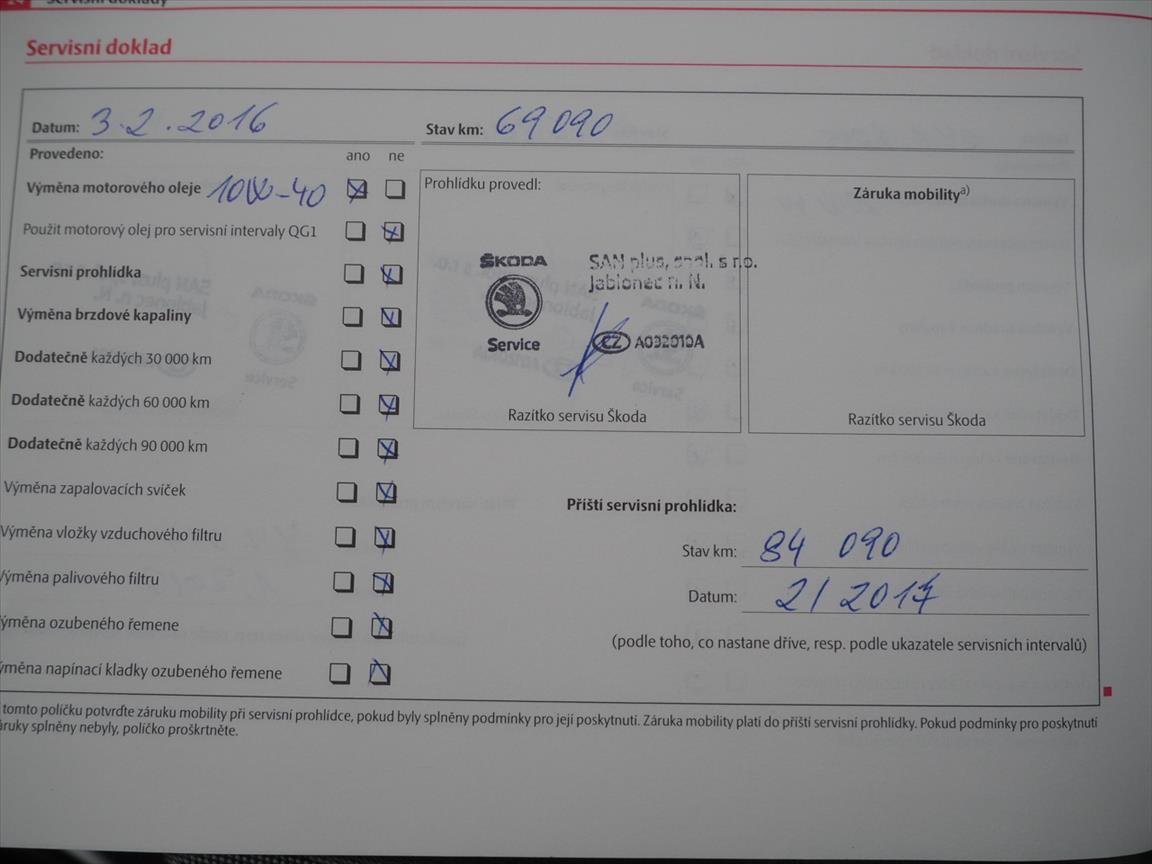 Servisní doklady
Servisní doklad
Datum: 3.2.2016
Stav km: 69 090
Provedeno: ano ne
Výměna motorového oleje 10W-40
Použit motorový olej pro servisní intervaly QG1
Servisní prohlídka
Výměna brzdové kapaliny
Dodatečně každých 30 000 km
Dodatečně každých 60 000 km
Dodatečně každých 90 000 km
Výměna zapalovacích svíček
Výměna vložky vzduchového filtru
Výměna palivového filtru
Výměna ozubeného řemene
Výměna napínací kladky ozubeného řemene
Prohlídku provedl:
ŠKODA
Service
SAN plus, spol. s r.o.
Jablonec n. N.
CZ A032010A
Razítko servisu Škoda
Záruka mobility a)
Razítko servisu Škoda
Příští servisní prohlídka:
Stav km: 84 090
Datum: 2/2017
(podle toho, co nastane dříve, resp. podle ukazatele servisních intervalů)
tomto políčku potvrďte záruku mobility při servisní prohlídce, pokud byly splněny podmínky pro její poskytnutí. Záruka mobility platí do příští servisní prohlídky. Pokud podmínky pro poskytnutí
áruky splněny nebyly, políčko proškrtněte.